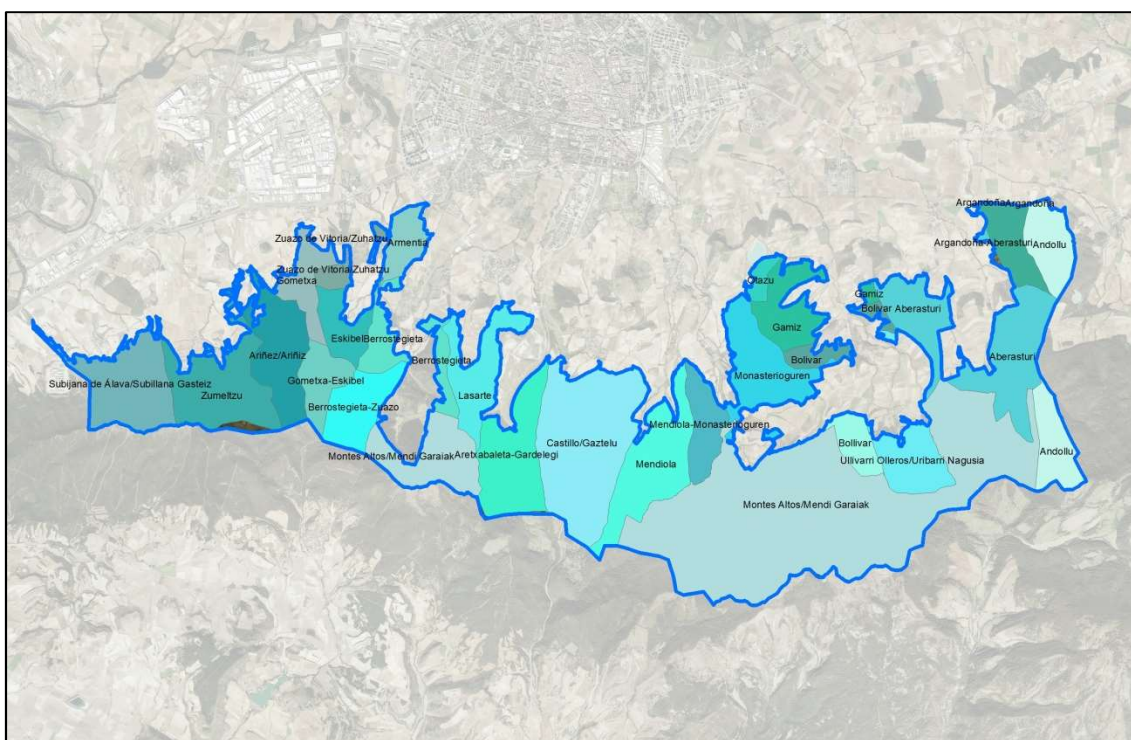 Argandoña
Argandoña
Argandoña-Aberasturi
Andollu
Zuazo de Vitoria/Zuhatzu
Armentia
Zuazo de Vitoria/Zuhatzu
Gometxa
Otazu
Gamiz
Bolivar Aberasturi
Gamiz
Eskibel
Berrostegieta
Ariñez/Ariñiz
Berrostegieta
Bolivar
Aberasturi
Gometxa-Eskibel
Monasterioguren
Subijana de Álava/Subillana Gasteiz
Zumeltzu
Lasarte
Berrostegieta-Zuazo
Mendiola-Monasterioguren
Castillo/Gaztelu
Bollivar
Montes Altos/Mendi Garaiak
Aretxabaleta-Gardelegi
Mendiola
Ullivarri Olleros/Uribarri Nagusia
Andollu
Montes Altos/Mendi Garaiak